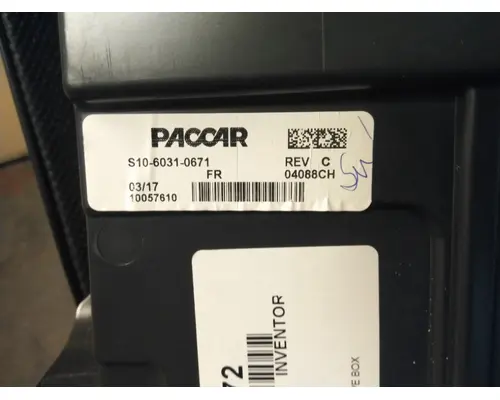 PACCAR
S10-6031-0671 REV C
FR 04088CH
03/17
10057610
72
INVENTOR
BOX